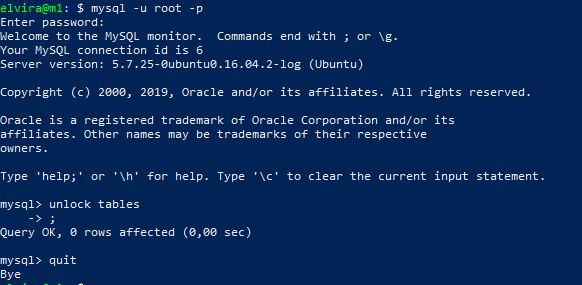 elvira@m1: $ mysql -u root -p
Enter password:
Welcome to the MySQL monitor.  Commands end with ; or \g.
Your MySQL connection id is 6
Server version: 5.7.25-0ubuntu0.16.04.2-log (Ubuntu)
Copyright (c) 2000, 2019, Oracle and/or its affiliates. All rights reserved.
Oracle is a registered trademark of Oracle Corporation and/or its
affiliates. Other names may be trademarks of their respective
owners.
Type 'help;' or '\h' for help. Type '\c' to clear the current input statement.
mysql> unlock tables
    -> ;
Query OK, 0 rows affected (0,00 sec)
mysql> quit
Bye